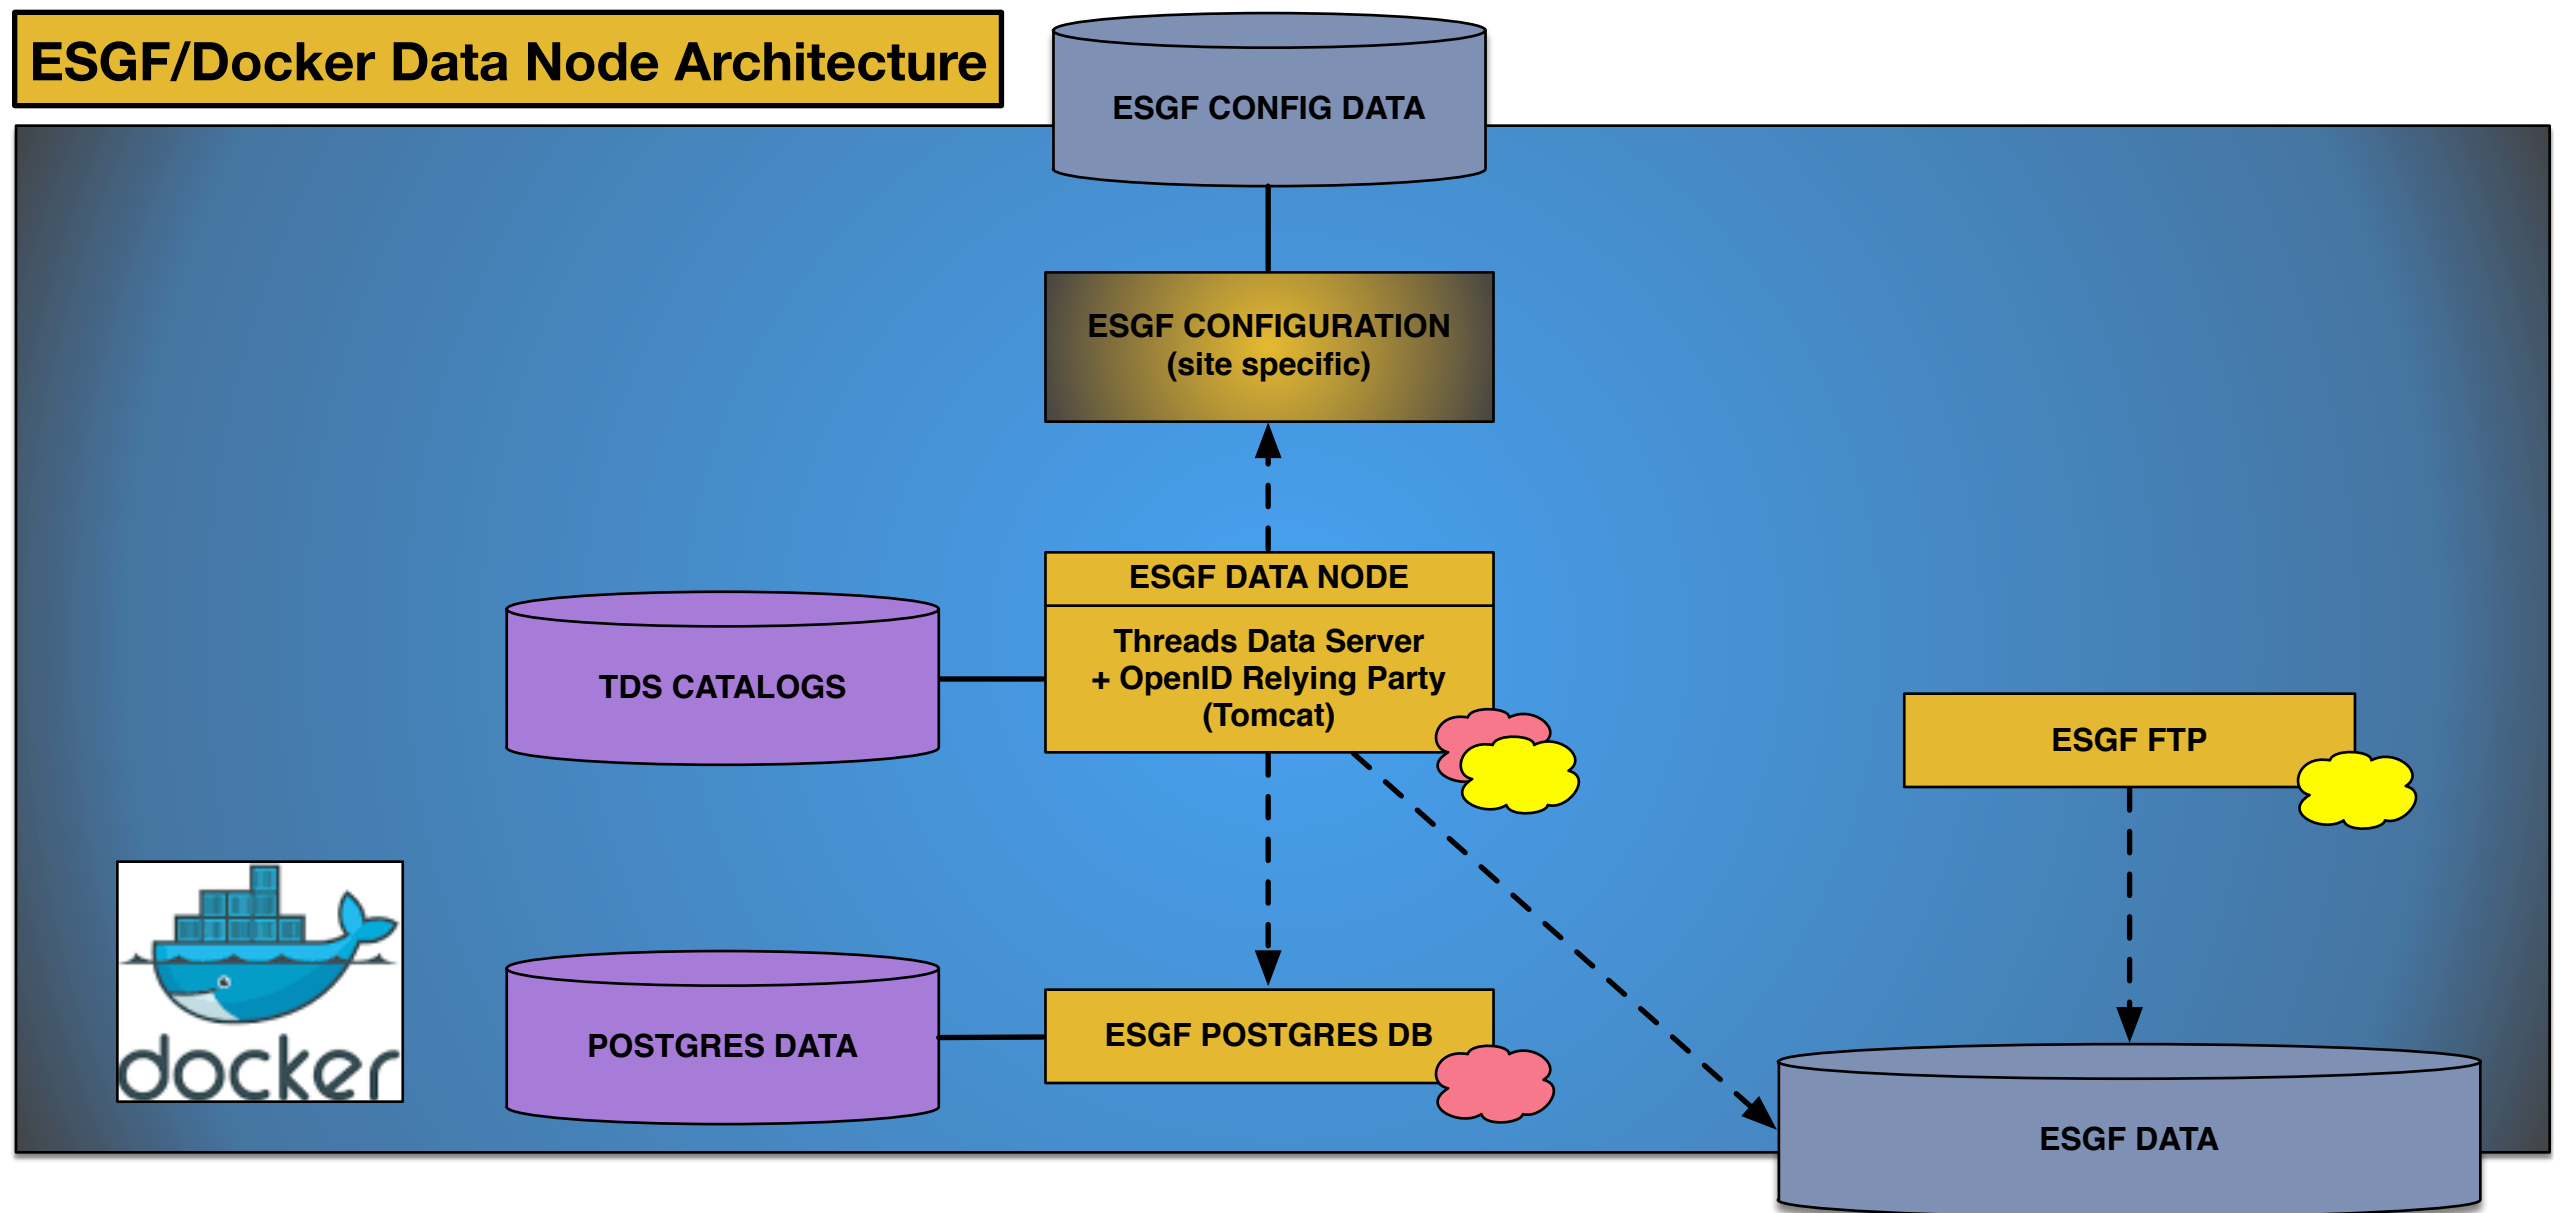 ESGF/Docker Data Node Architecture
ESGF CONFIG DATA
ESGF CONFIGURATION
(site specific)
ESGF DATA NODE
Threads Data Server
+ OpenID Relying Party
(Tomcat)
TDS CATALOGS
ESGF FTP
POSTGRES DATA
ESGF POSTGRES DB
docker
ESGF DATA